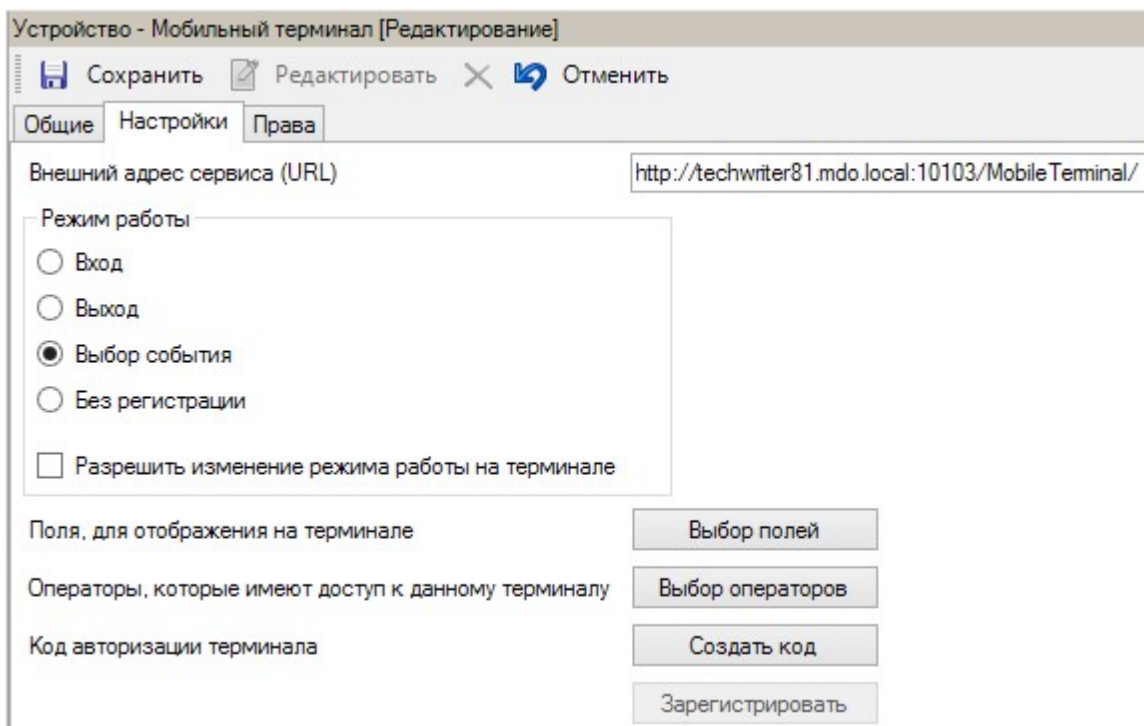 Устройство - Мобильный терминал [Редактирование]
Сохранить Редактировать Отменить
Общие Настройки Права
Внешний адрес сервиса (URL) http://techwriter81.mdo.local:10103/MobileTerminal/
Режим работы
Вход
Выход
Выбор события
Без регистрации
Разрешить изменение режима работы на терминале
Поля, для отображения на терминале Выбор полей
Операторы, которые имеют доступ к данному терминалу Выбор операторов
Код авторизации терминала Создать код
Зарегистрировать